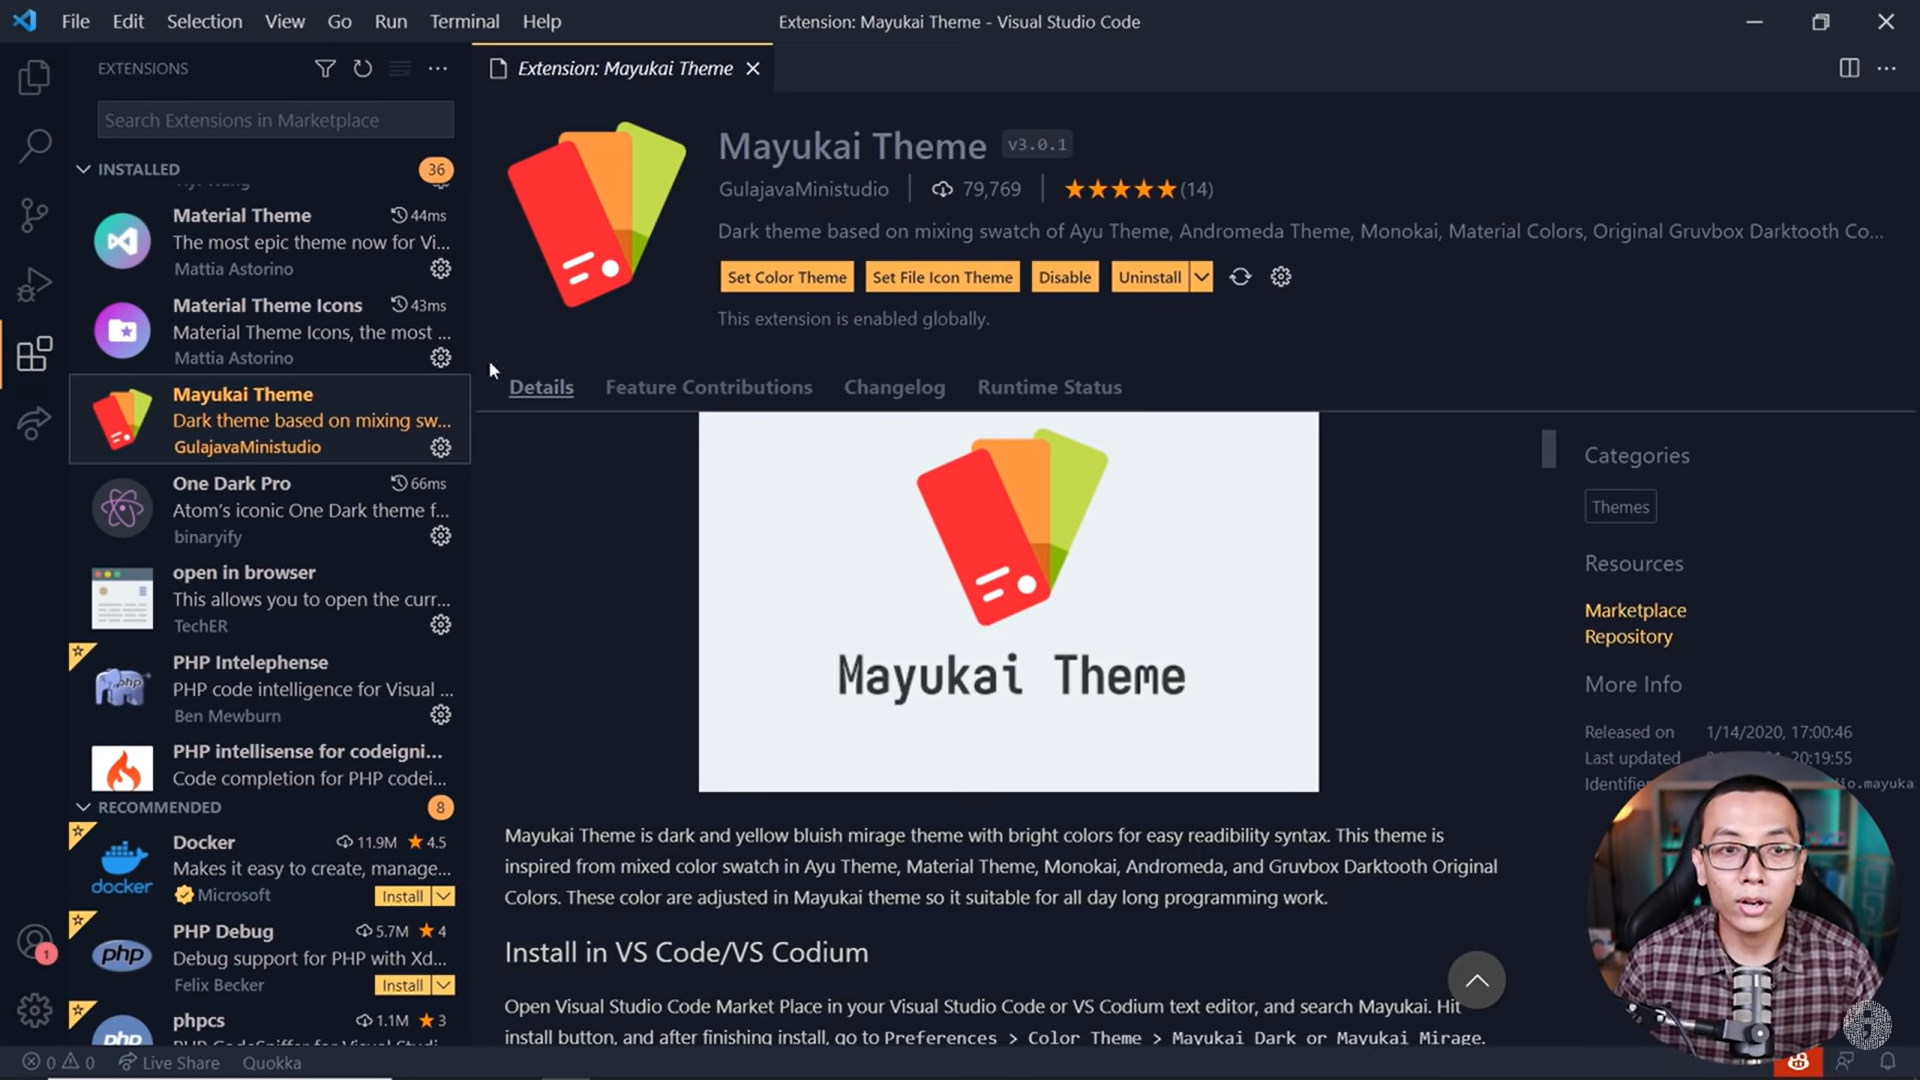 File Edit Selection View Go Run Terminal Help
Extension: Mayukai Theme - Visual Studio Code
EXTENSIONS
Extension: Mayukai Theme
Search Extensions in Marketplace
INSTALLED 36
Material Theme 44ms
The most epic theme now for Vi...
Mattia Astorino
Material Theme Icons 43ms
Material Theme Icons, the most ...
Mattia Astorino
Mayukai Theme
Dark theme based on mixing sw...
GulajavaMinistudio
One Dark Pro 66ms
Atom's iconic One Dark theme f...
binaryify
open in browser
This allows you to open the curr...
TechER
PHP Intelephense
PHP code intelligence for Visual ...
Ben Mewburn
PHP intellisense for codeigni...
Code completion for PHP codei...
RECOMMENDED 8
Docker 11.9M 4.5
Makes it easy to create, manage...
Microsoft Install
docker
PHP Debug 5.7M 4
Debug support for PHP with Xd...
Felix Becker Install
php
phpcs 1.1M 3
1
Mayukai Theme v3.0.1
GulajavaMinistudio 79,769 (14)
Dark theme based on mixing swatch of Ayu Theme, Andromeda Theme, Monokai, Material Colors, Original Gruvbox Darktooth Co...
Set Color Theme Set File Icon Theme Disable Uninstall
This extension is enabled globally.
Details Feature Contributions Changelog Runtime Status
Mayukai Theme
Mayukai Theme is dark and yellow bluish mirage theme with bright colors for easy readibility syntax. This theme is
inspired from mixed color swatch in Ayu Theme, Material Theme, Monokai, Andromeda, and Gruvbox Darktooth Original
Colors. These color are adjusted in Mayukai theme so it suitable for all day long programming work.
Install in VS Code/VS Codium
Open Visual Studio Code Market Place in your Visual Studio Code or VS Codium text editor, and search Mayukai. Hit
install button, and after finishing install, go to Preferences > Color Theme > Mayukai Dark or Mayukai Mirage.
Categories
Themes
Resources
Marketplace
Repository
More Info
Released on 1/14/2020, 17:00:46
Last updated 20:19:55
0 0 Live Share Quokka